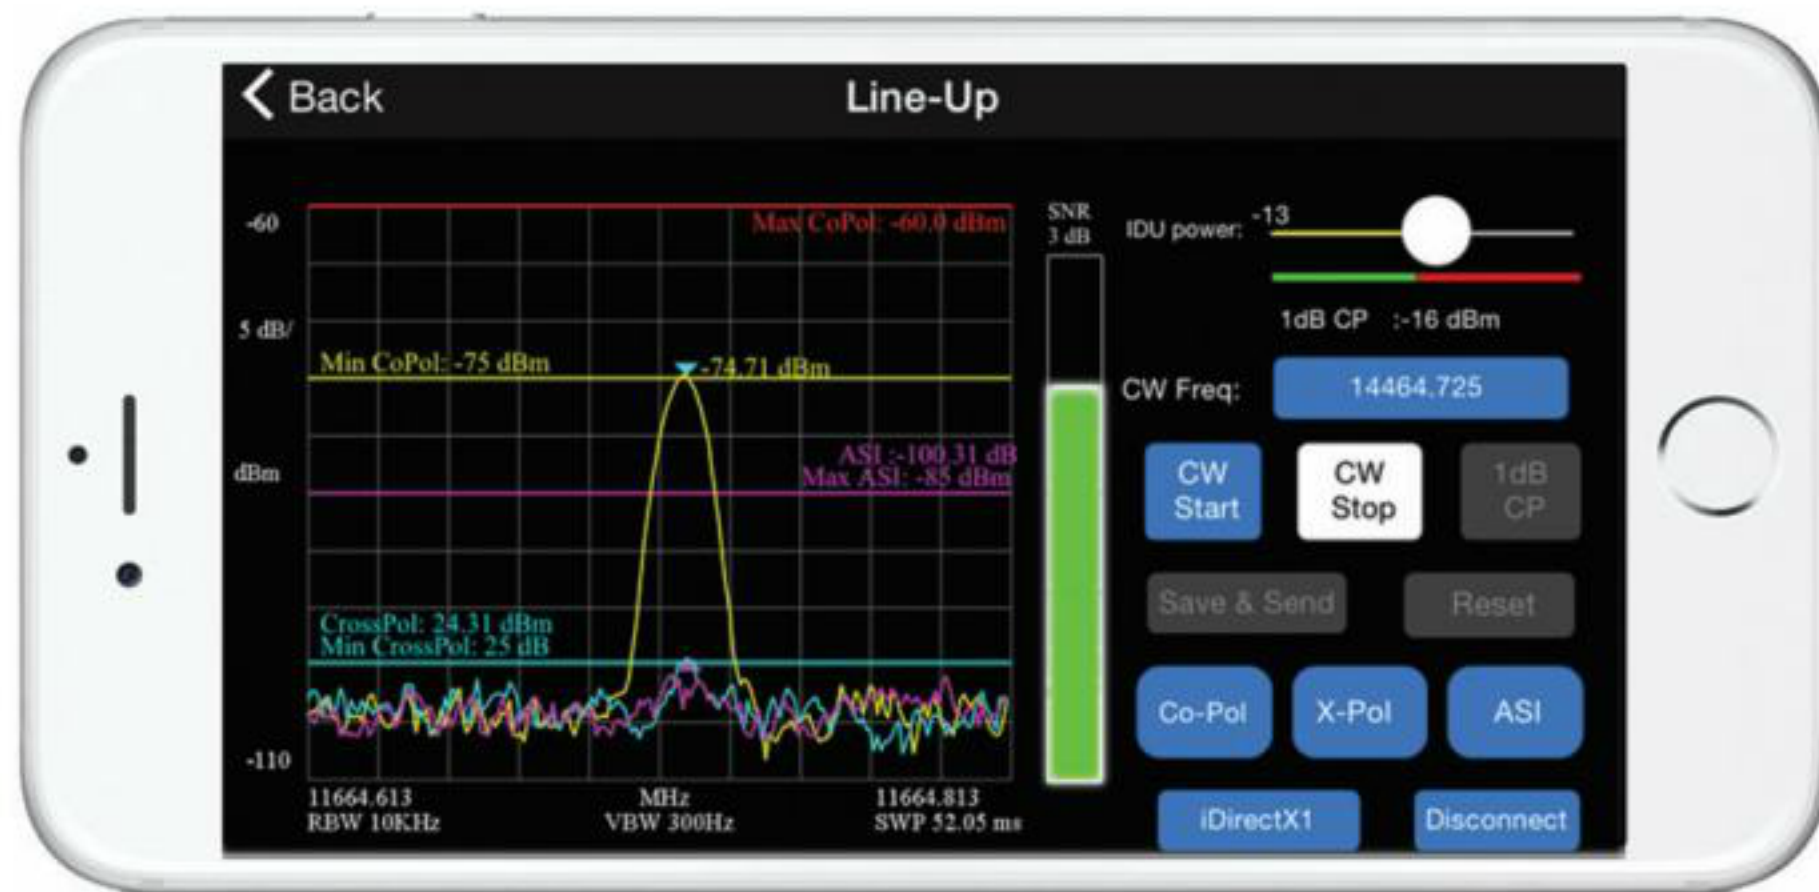 Back
Line-Up
-60
5 dB/
dBm
-110
Max CoPol: -60.0 dBm
Min CoPol: -75 dBm
-74.71 dBm
ASI :-100.31 dB
Max ASI: -85 dBm
CrossPol: 24.31 dBm
Min CrossPol: 25 dB
11664.613 MHz 11664.813
RBW 10KHz VBW 300Hz SWP 52.05 ms
SNR
3 dB
IDU power: -13
1dB CP :-16 dBm
CW Freq: 14464.725
CW
Start
CW
Stop
1dB
CP
Save & Send
Reset
Co-Pol
X-Pol
ASI
iDirectX1
Disconnect